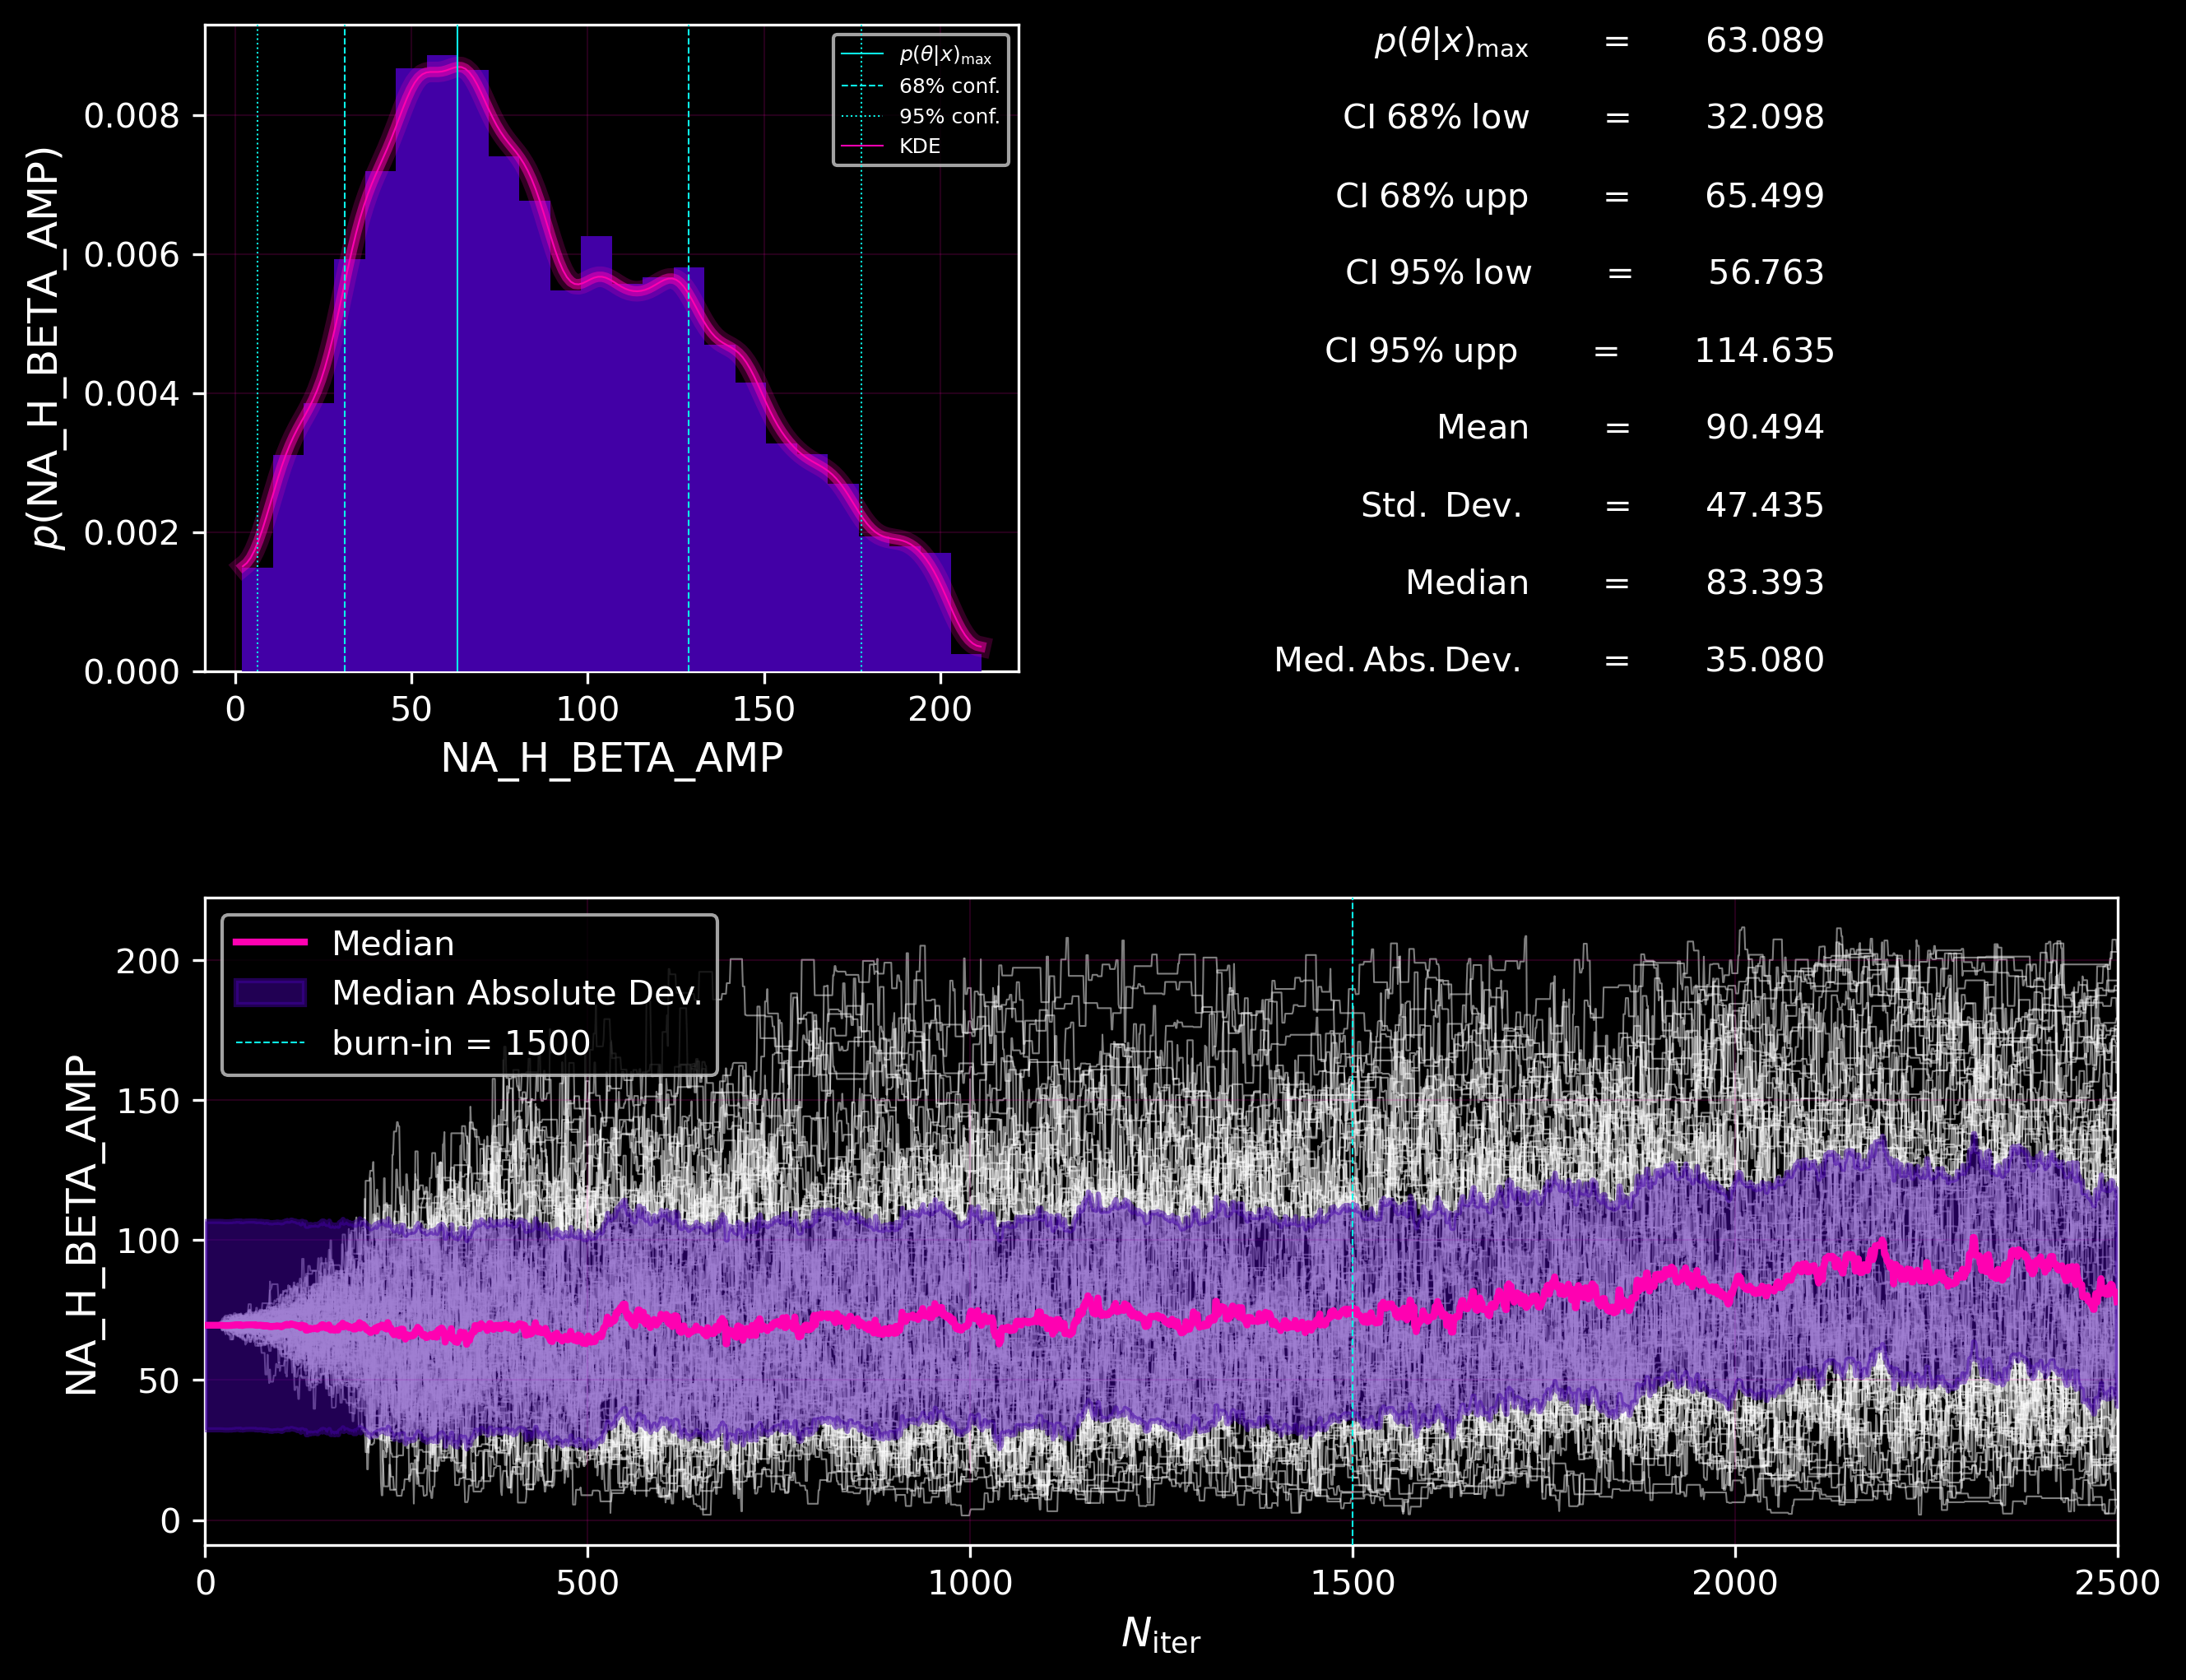 p(NA_H_BETA_AMP)
0.008
0.006
0.004
0.002
0.000
0 50 100 150 200
NA_H_BETA_AMP
p(θ|x)max
68% conf.
95% conf.
KDE
p(θ|x)max = 63.089
CI 68% low = 32.098
CI 68% upp = 65.499
CI 95% low = 56.763
CI 95% upp = 114.635
Mean = 90.494
Std. Dev. = 47.435
Median = 83.393
Med. Abs. Dev. = 35.080
NA_H_BETA_AMP
200
150
100
50
0
Median
Median Absolute Dev.
burn-in = 1500
0 500 1000 1500 2000 2500
Niter